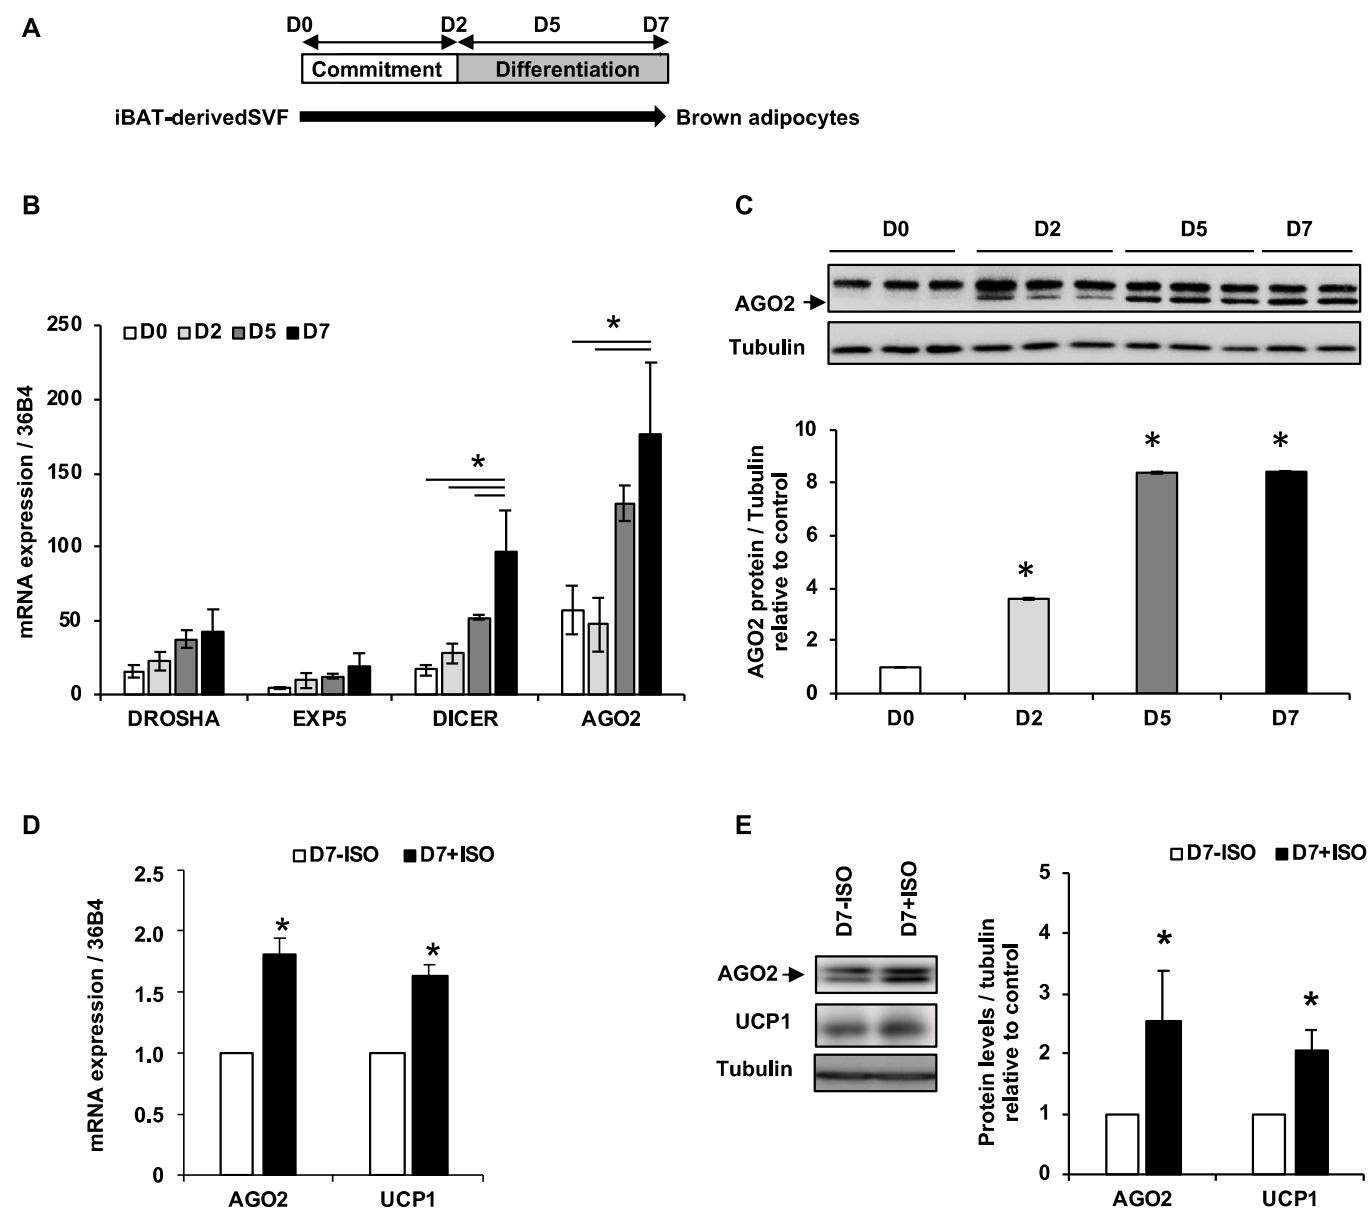 A
D0 D2 D5 D7
Commitment Differentiation
iBAT-derivedSVF Brown adipocytes
B
mRNA expression / 36B4
250
200
150
100
50
0
D0 D2 D5 D7
*
*
DROSHA EXP5 DICER AGO2
C
D0 D2 D5 D7
AGO2
Tubulin
AGO2 protein / Tubulin
relative to control
10
8
6
4
2
0
* * *
D0 D2 D5 D7
D
D7-ISO D7+ISO
mRNA expression / 36B4
2.5
2.0
1.5
1.0
0.5
0
* *
AGO2 UCP1
E
D7-ISO D7+ISO
AGO2
UCP1
Tubulin
D7-ISO D7+ISO
Protein levels / tubulin
relative to control
5
4
3
2
1
0
* *
AGO2 UCP1